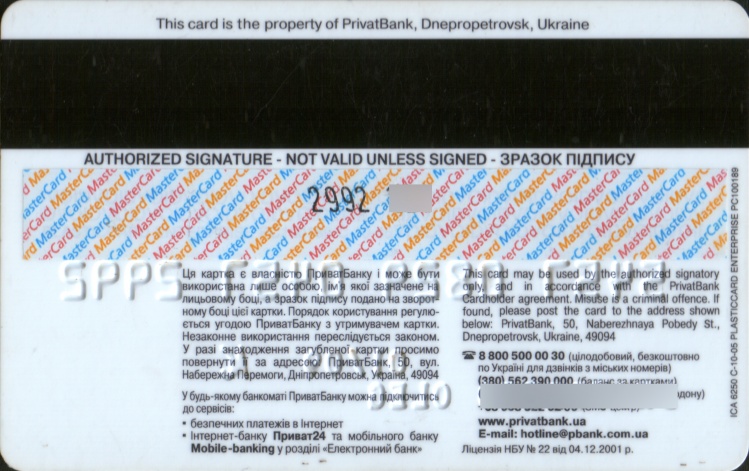 This card is the property of PrivatBank, Dnepropetrovsk, Ukraine
AUTHORIZED SIGNATURE - NOT VALID UNLESS SIGNED - ЗРАЗОК ПІДПИСУ
MasterCard MasterCard MasterCard MasterCard
2992
Ця картка є власністю ПриватБанку і може бути
використана лише особою, ім'я якої зазначене на
лицьовому боці, а зразок підпису подано на зворот-
ному боці цієї картки. Порядок користування регулю-
ється угодою ПриватБанку з утримувачем картки.
Незаконне використання переслідується законом.
У разі знаходження загубленої картки просимо
повернути її за адресою: ПриватБанк, 50, вул.
Набережна Перемоги, Дніпропетровськ, Україна, 49094
У будь-якому банкоматі ПриватБанку можна підключитись
до сервісів:
• безпечних платежів в Інтернет
• Інтернет-банку Приват24 та мобільного банку
Mobile-banking у розділі «Електронний банк»
This card may be used by the authorized signatory
only, and in accordance with the PrivatBank
Cardholder agreement. Misuse is a criminal offence. If
found, please post the card to the address shown
below: PrivatBank, 50, Naberezhnaya Pobedy St.,
Dnepropetrovsk, Ukraine, 49094
☎ 8 800 500 00 30 (цілодобовий, безкоштовно
по Україні для дзвінків з міських номерів)
(380) 562 390 000 (баланс за картками)
www.privatbank.ua
E-mail: hotline@pbank.com.ua
Ліцензія НБУ № 22 від 04.12.2001 р.
ICA 6250 C-10-05 PLASTICCARD ENTERPRISE PC100189